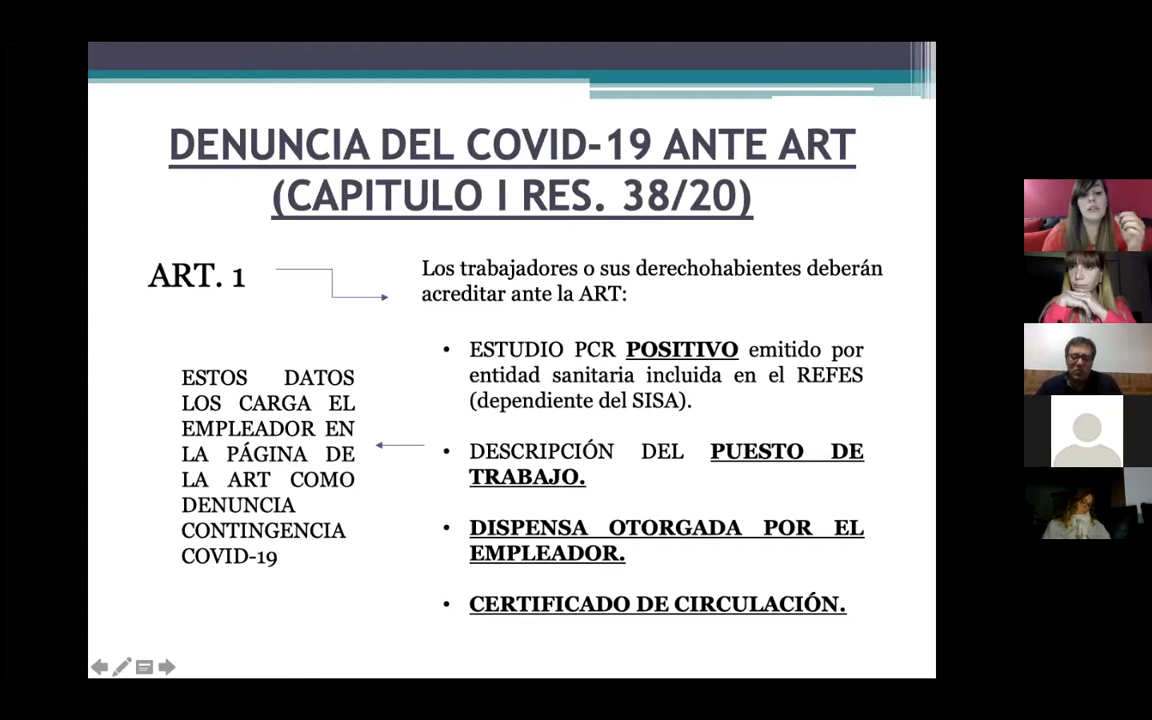 DENUNCIA DEL COVID-19 ANTE ART
(CAPITULO I RES. 38/20)
ART. 1
Los trabajadores o sus derechohabientes deberán
acreditar ante la ART:
• ESTUDIO PCR POSITIVO emitido por
entidad sanitaria incluida en el REFES
(dependiente del SISA).
• DESCRIPCIÓN DEL PUESTO DE
TRABAJO.
• DISPENSA OTORGADA POR EL
EMPLEADOR.
• CERTIFICADO DE CIRCULACIÓN.
ESTOS DATOS
LOS CARGA EL
EMPLEADOR EN
LA PÁGINA DE
LA ART COMO
DENUNCIA
CONTINGENCIA
COVID-19